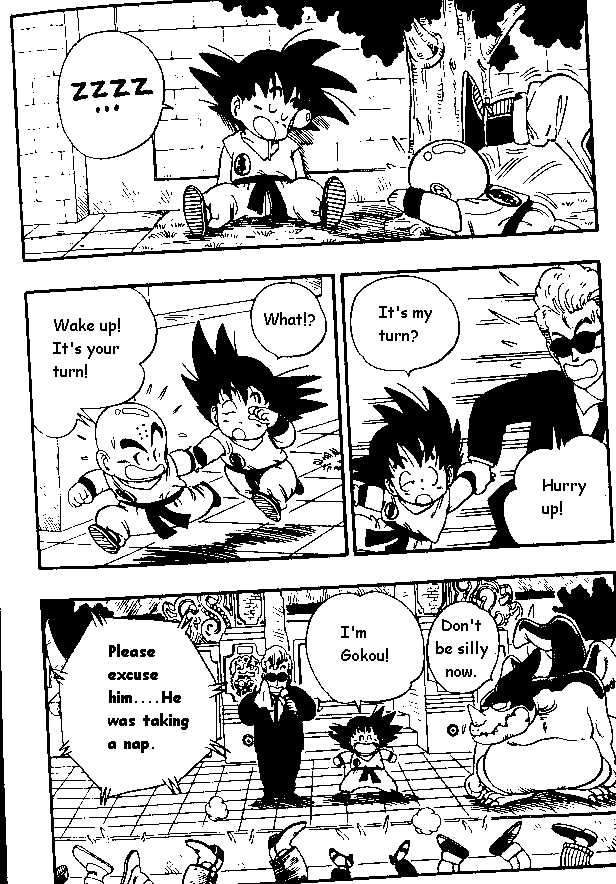 ZZZZ
...
Wake up!
It's your
turn!
What!?
It's my
turn?
Hurry
up!
Please
excuse
him....He
was taking
a nap.
I'm
Gokou!
Don't
be silly
now.